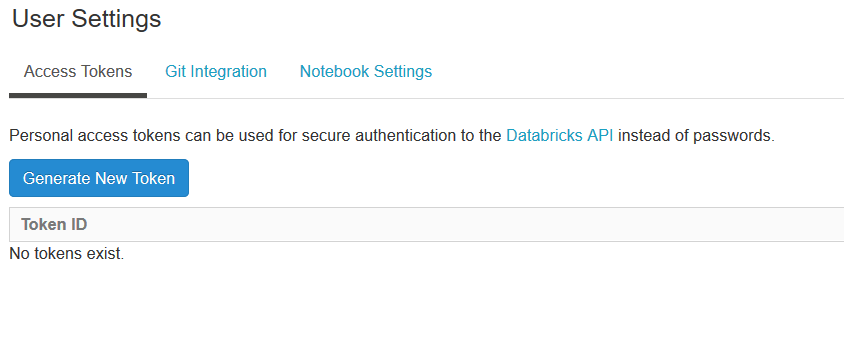 User Settings
Access Tokens Git Integration Notebook Settings
Personal access tokens can be used for secure authentication to the Databricks API instead of passwords.
Generate New Token
Token ID
No tokens exist.